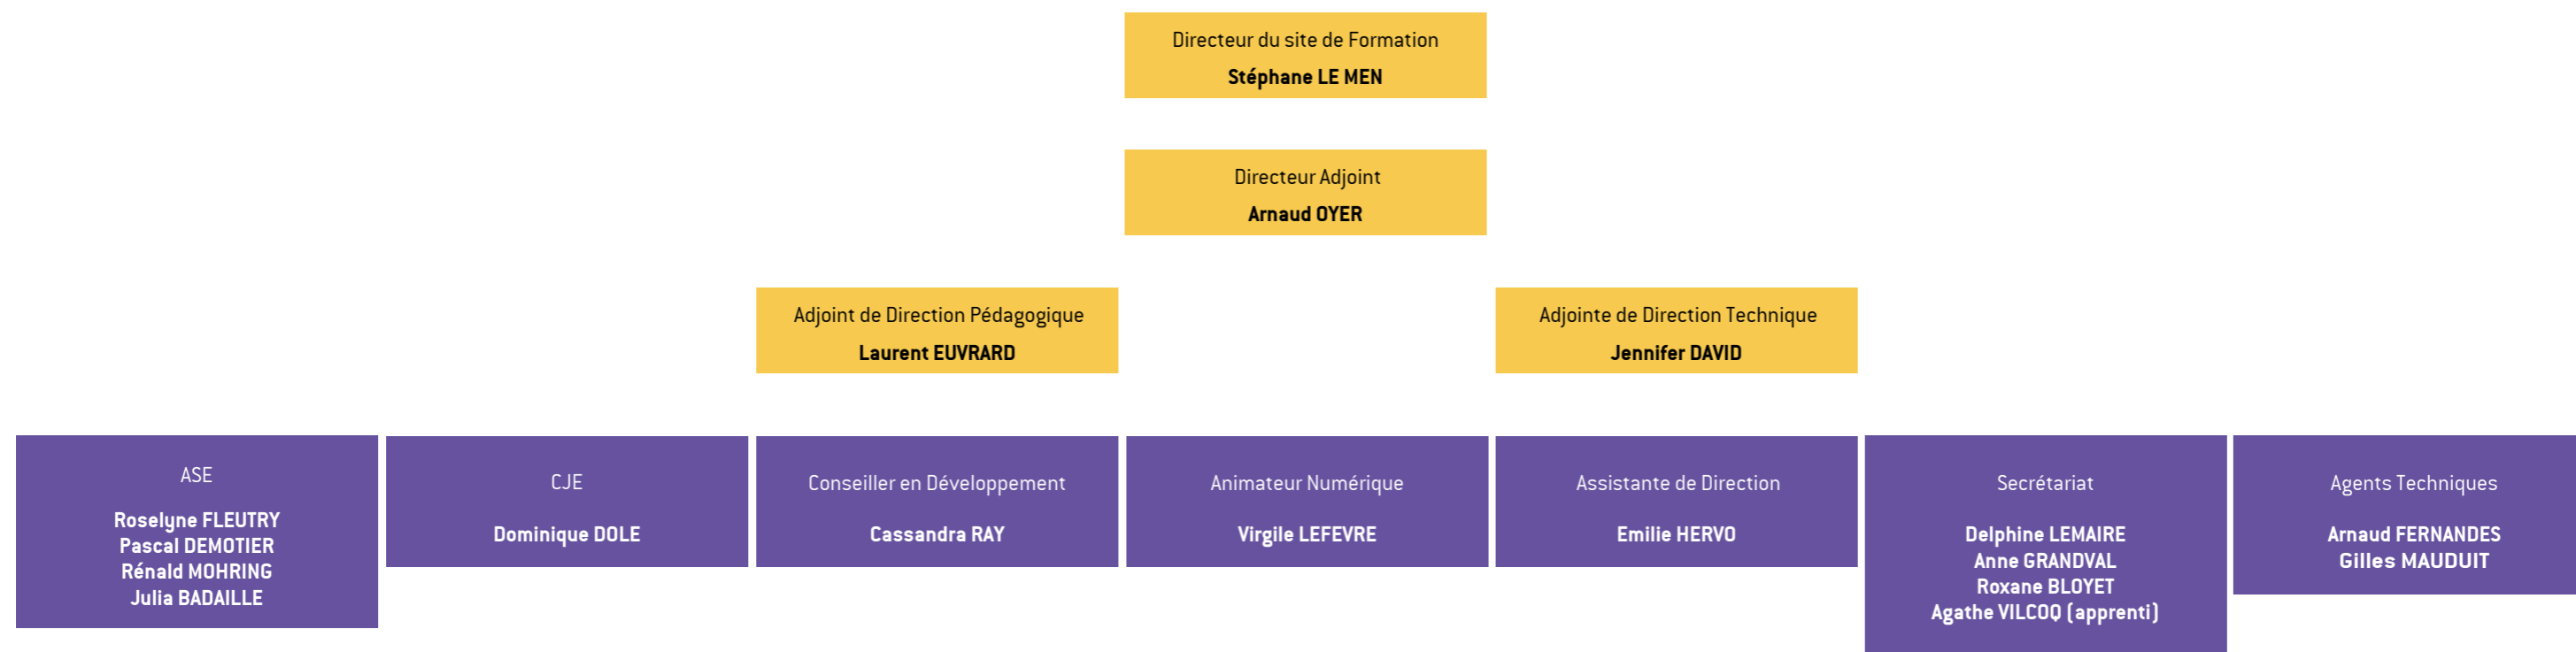 Directeur du site de Formation
Stéphane LE MEN
Directeur Adjoint
Arnaud OYER
Adjoint de Direction Pédagogique
Laurent EUVRARD
Adjointe de Direction Technique
Jennifer DAVID
ASE
Roselyne FLEUTRY
Pascal DEMOTIER
Rénald MOHRING
Julia BADAILLE
CJE
Dominique DOLE
Conseiller en Développement
Cassandra RAY
Animateur Numérique
Virgile LEFEVRE
Assistante de Direction
Emilie HERVO
Secrétariat
Delphine LEMAIRE
Anne GRANDVAL
Roxane BLOYET
Agathe VILCOQ (apprenti)
Agents Techniques
Arnaud FERNANDES
Gilles MAUDUIT